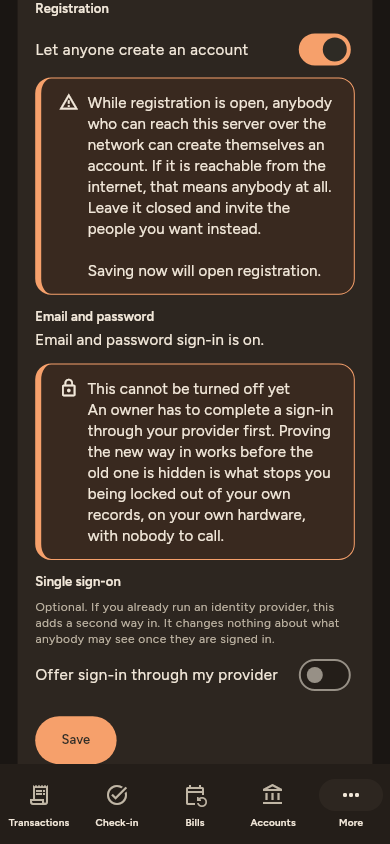 Registration
Let anyone create an account
While registration is open, anybody
who can reach this server over the
network can create themselves an
account. If it is reachable from the
internet, that means anybody at all.
Leave it closed and invite the
people you want instead.
Saving now will open registration.
Email and password
Email and password sign-in is on.
This cannot be turned off yet
An owner has to complete a sign-in
through your provider first. Proving
the new way in works before the
old one is hidden is what stops you
being locked out of your own
records, on your own hardware,
with nobody to call.
Single sign-on
Optional. If you already run an identity provider, this
adds a second way in. It changes nothing about what
anybody may see once they are signed in.
Offer sign-in through my provider
Save
Transactions
Check-in
Bills
Accounts
More